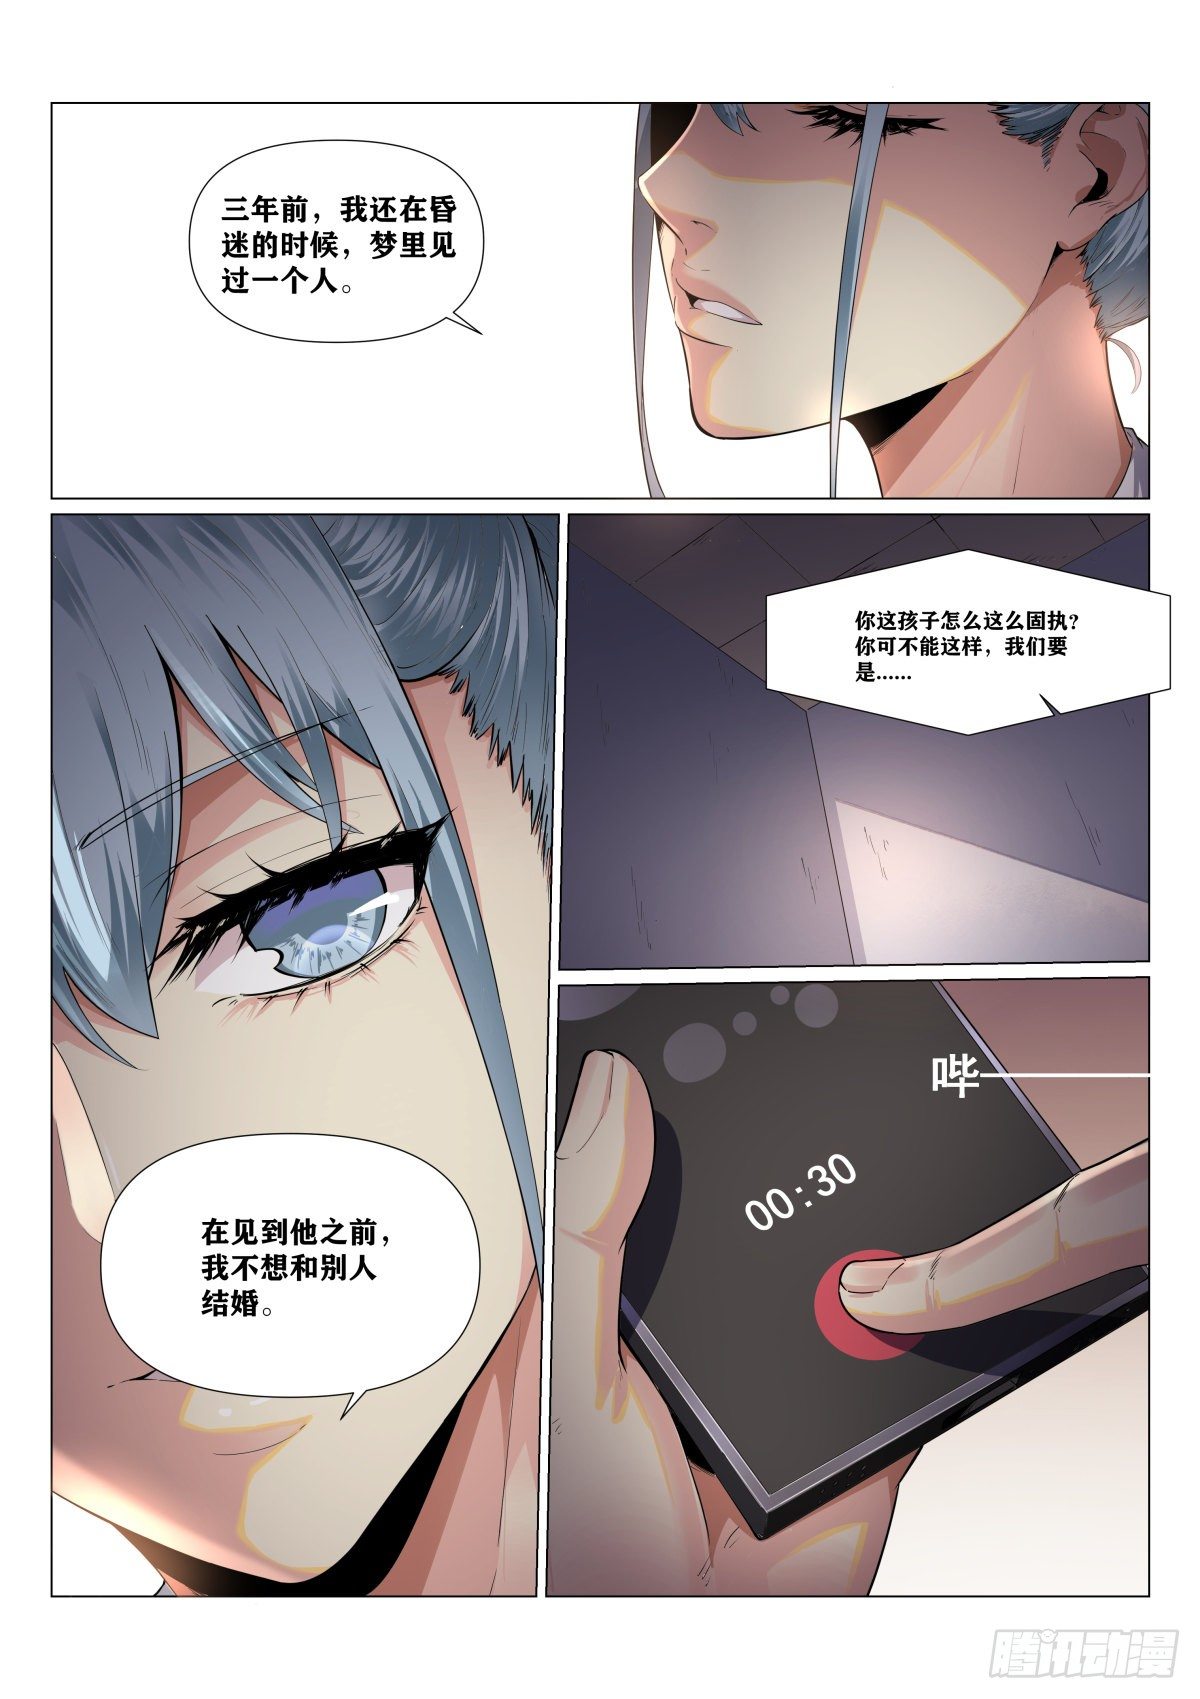 三年前，我还在昏
迷的时候，梦里见
过一个人。
你这孩子怎么这么固执？
你可不能这样，我们要
是……
在见到他之前，
我不想和别人
结婚。
哔——
00:30
腾讯动漫